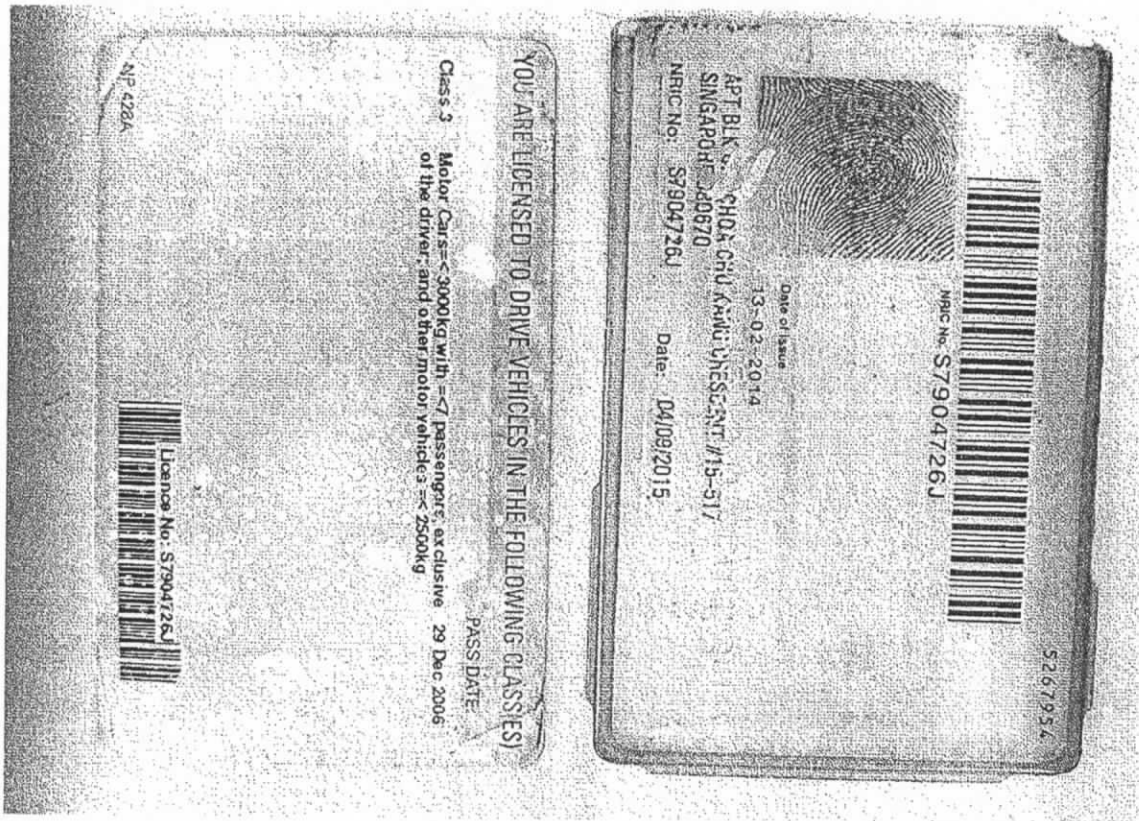 5267954
NRIC No. S7904726J
Date of issue
13-02-2014
APT BLK CHOA CHU KANG CRESCENT #15-517
SINGAPORE
NRIC No: S7904726J Date: 04/09/2015
YOU ARE LICENSED TO DRIVE VEHICLES IN THE FOLLOWING CLASS(ES)
PASS DATE
Class 3 Motor Cars=<3000kg with =<7 passengers, exclusive 29 Dec 2006
of the driver; and other motor vehicles =< 2500kg
Licence No: S7904726J
NP 428A